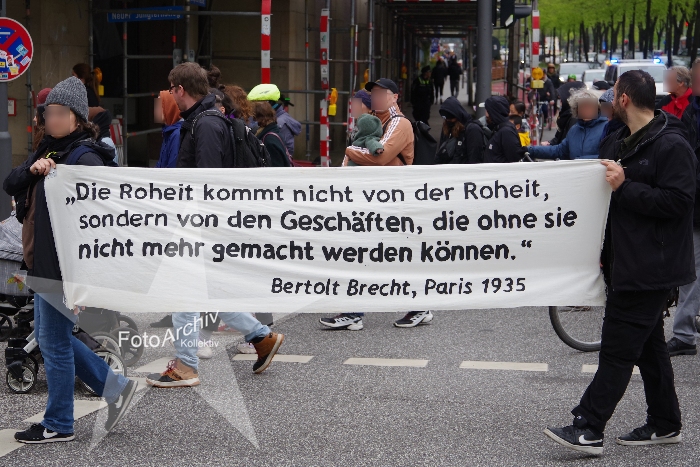 „Die Roheit kommt nicht von der Roheit,
sondern von den Geschäften, die ohne sie
nicht mehr gemacht werden können.“
Bertolt Brecht, Paris 1935
FotoArchiv
Kollektiv